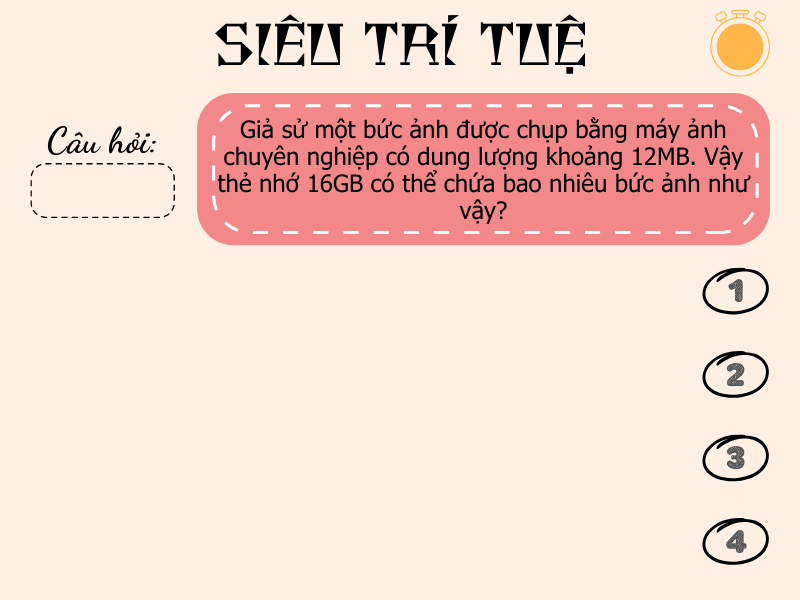 SIÊU TRÍ TUỆ
Câu hỏi:
Giả sử một bức ảnh được chụp bằng máy ảnh
chuyên nghiệp có dung lượng khoảng 12MB. Vậy
thẻ nhớ 16GB có thể chứa bao nhiêu bức ảnh như
vậy?
1
2
3
4